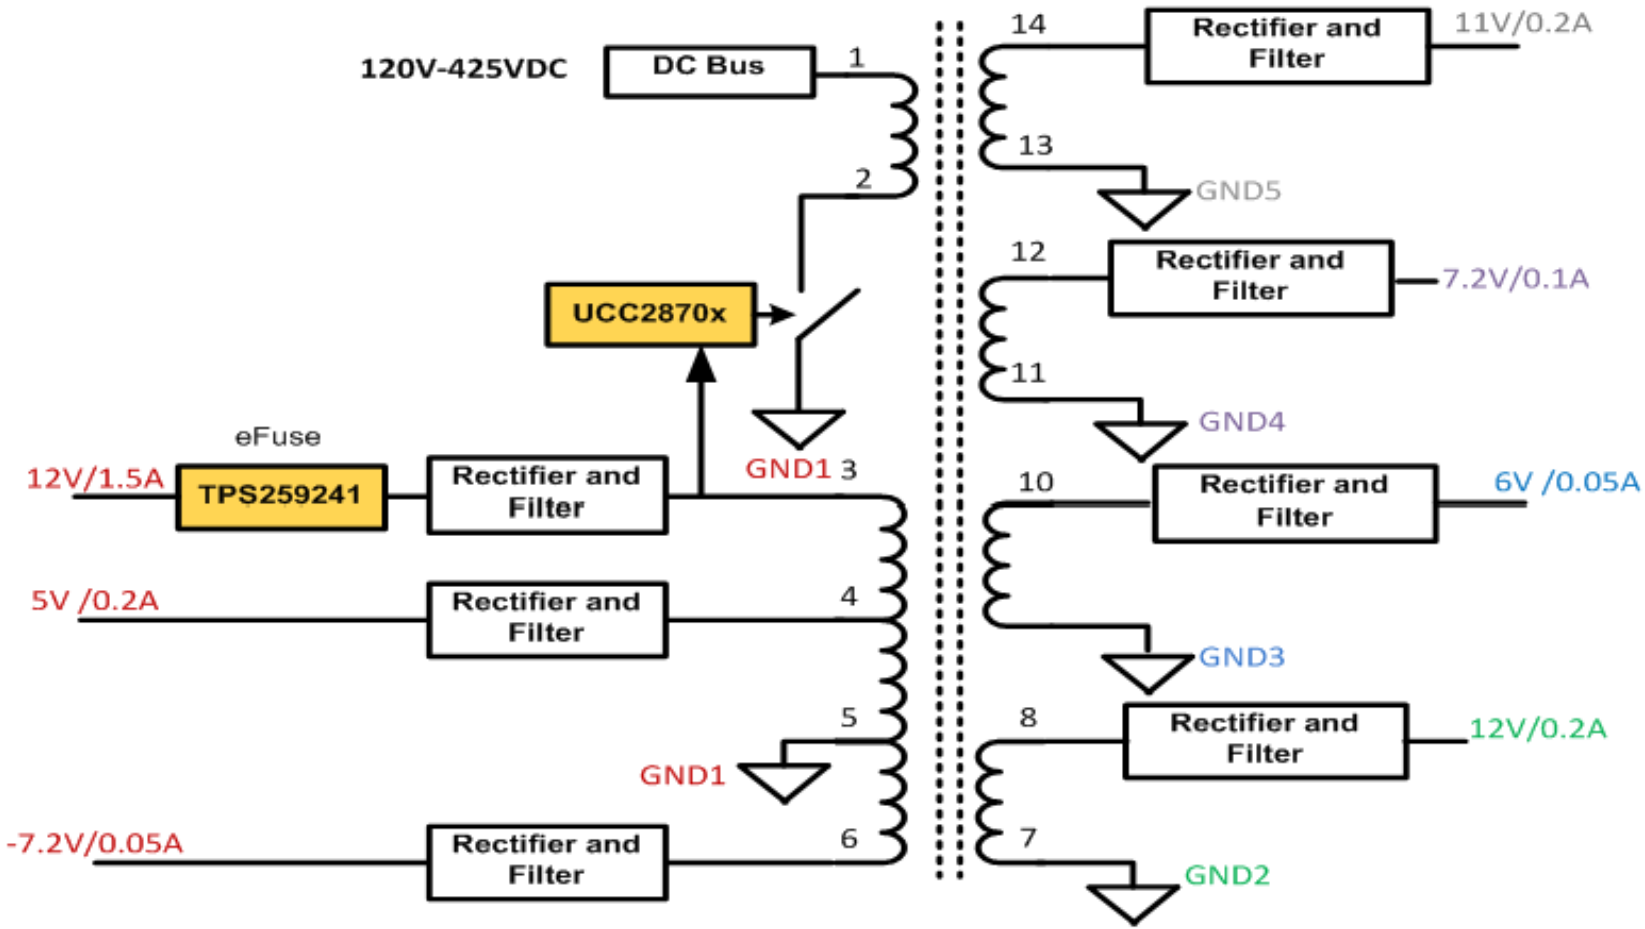 120V-425VDC
DC Bus
1
2
UCC2870x
GND1
eFuse
12V/1.5A
TPS259241
Rectifier and
Filter
3
5V /0.2A
Rectifier and
Filter
4
5
GND1
-7.2V/0.05A
Rectifier and
Filter
6
14
Rectifier and
Filter
11V/0.2A
13
GND5
12
Rectifier and
Filter
7.2V/0.1A
11
GND4
10
Rectifier and
Filter
6V /0.05A
GND3
8
Rectifier and
Filter
12V/0.2A
7
GND2